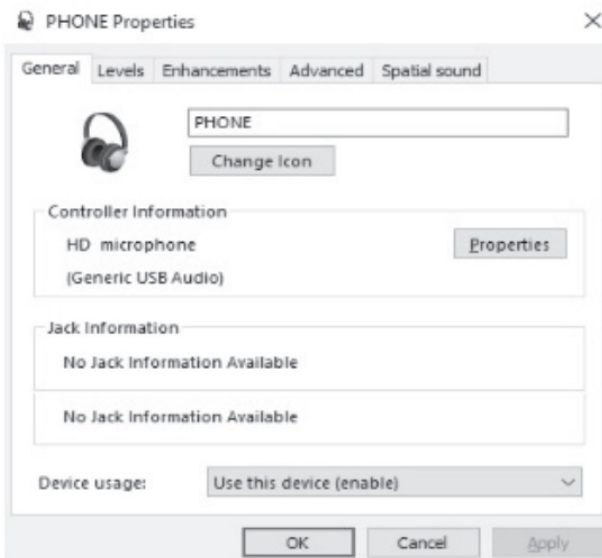 PHONE Properties
General Levels Enhancements Advanced Spatial sound
PHONE
Change Icon
Controller Information
HD microphone
Properties
(Generic USB Audio)
Jack Information
No Jack Information Available
No Jack Information Available
Device usage:
Use this device (enable)
OK Cancel Apply